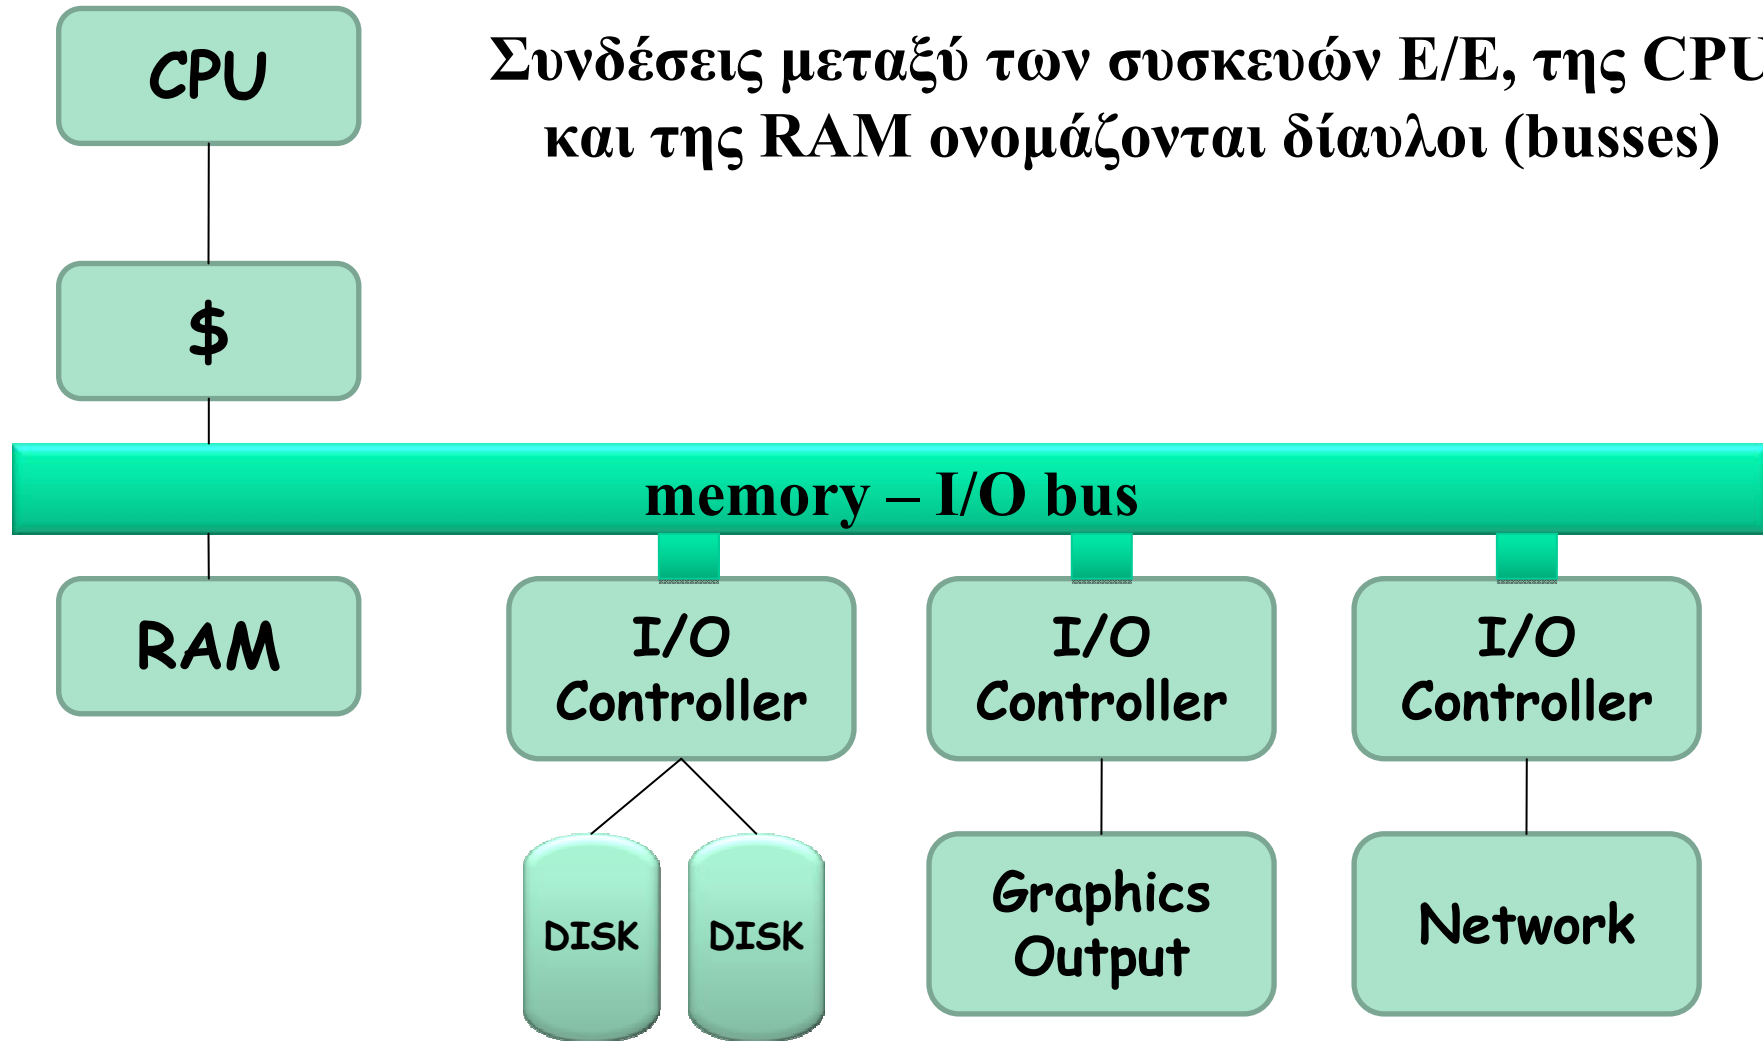 CPU
Συνδέσεις μεταξύ των συσκευών Ε/Ε, της CPU
και της RAM ονομάζονται δίαυλοι (busses)
$
memory – I/O bus
RAM
I/O
Controller
I/O
Controller
I/O
Controller
DISK
DISK
Graphics
Output
Network